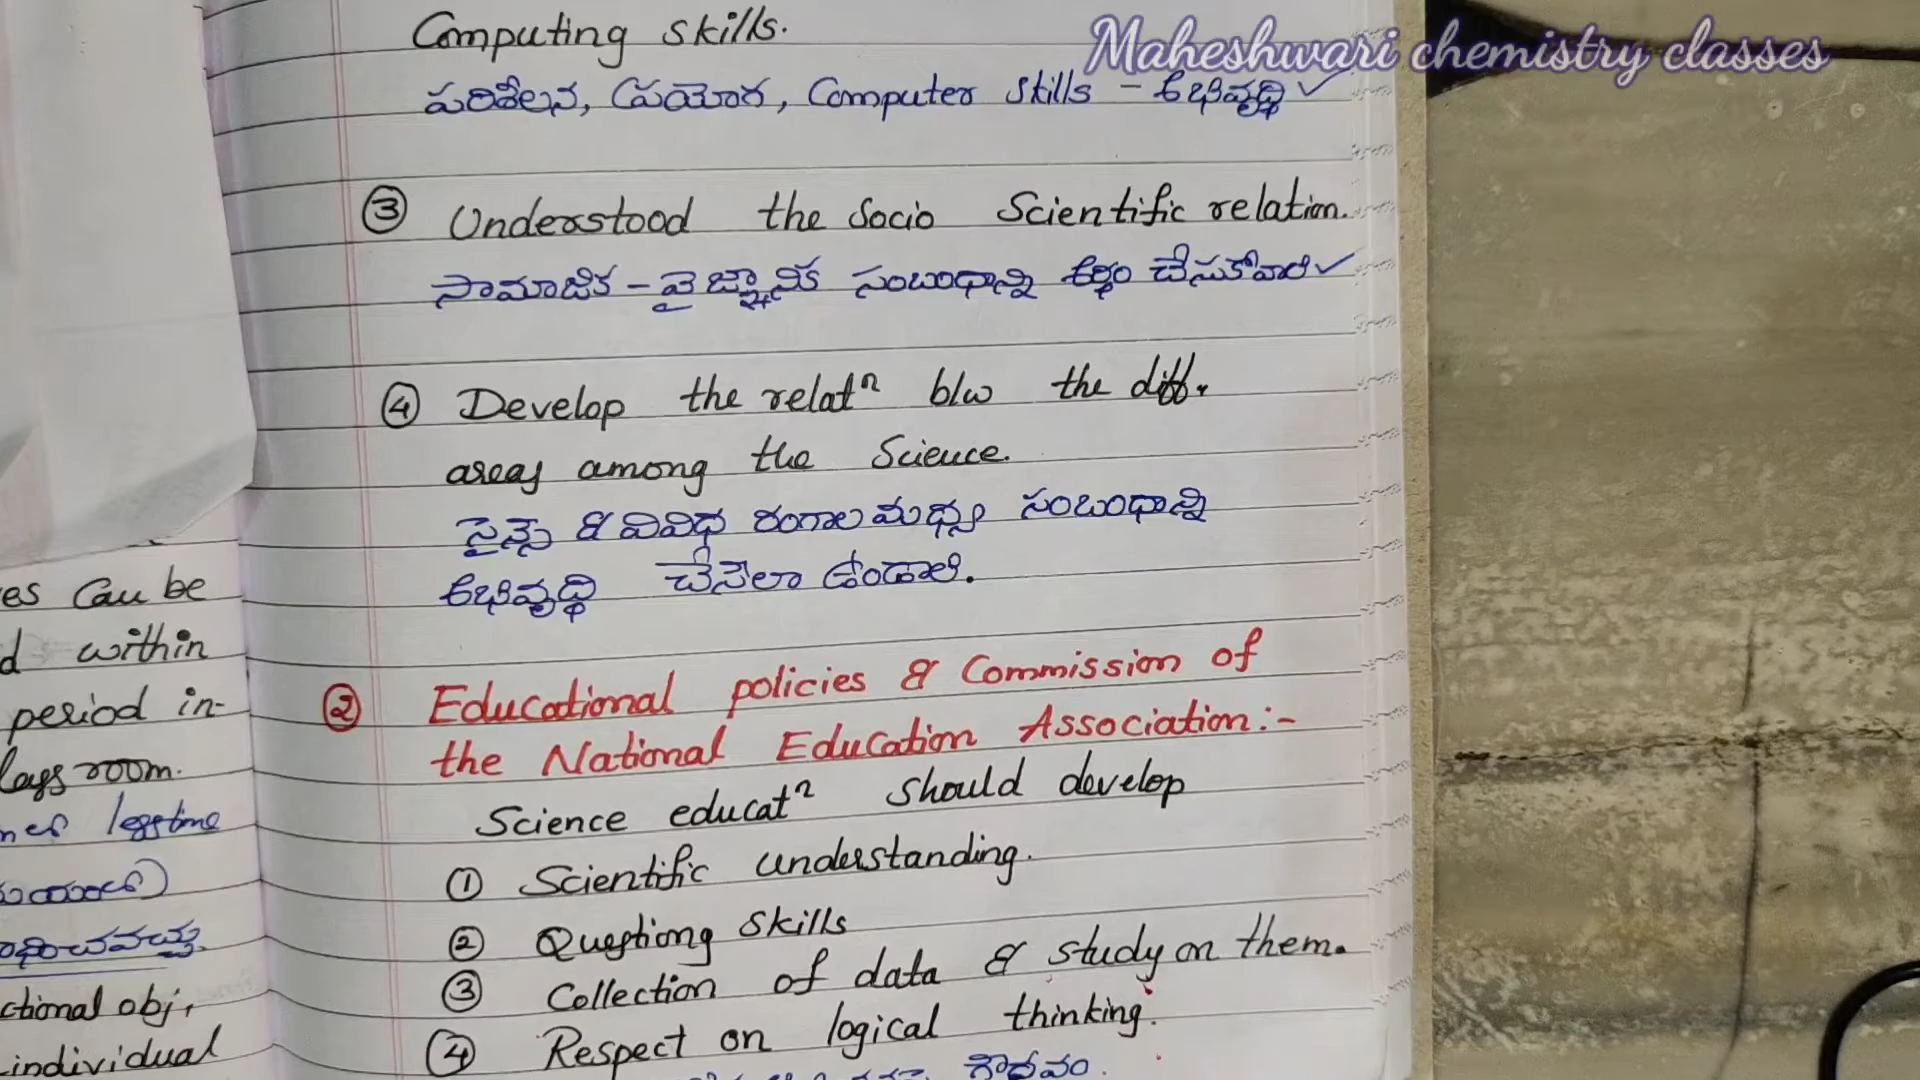 Maheshwari chemistry classes
Computing skills.
పరిశీలన, ప్రయోగ, Computer skills - అభివృద్ధి ✓
③ Understood the Socio Scientific relation.
సామాజిక - వైజ్ఞానిక సంబంధాన్ని అర్థం చేసుకోవాలి ✓
④ Develop the relatⁿ b/w the diff.
areas among the Science.
సైన్స్ & వివిధ రంగాల మధ్య సంబంధాన్ని
అభివృద్ధి చేసేలా ఉండాలి.
② Educational policies & Commission of
the National Education Association:-
Science educatⁿ should develop
① Scientific understanding.
② Questiong skills
③ Collection of data & study on them.
④ Respect on logical thinking.
గౌరవం.
es Can be
d within
period in-
room.
ctional obj,
individual